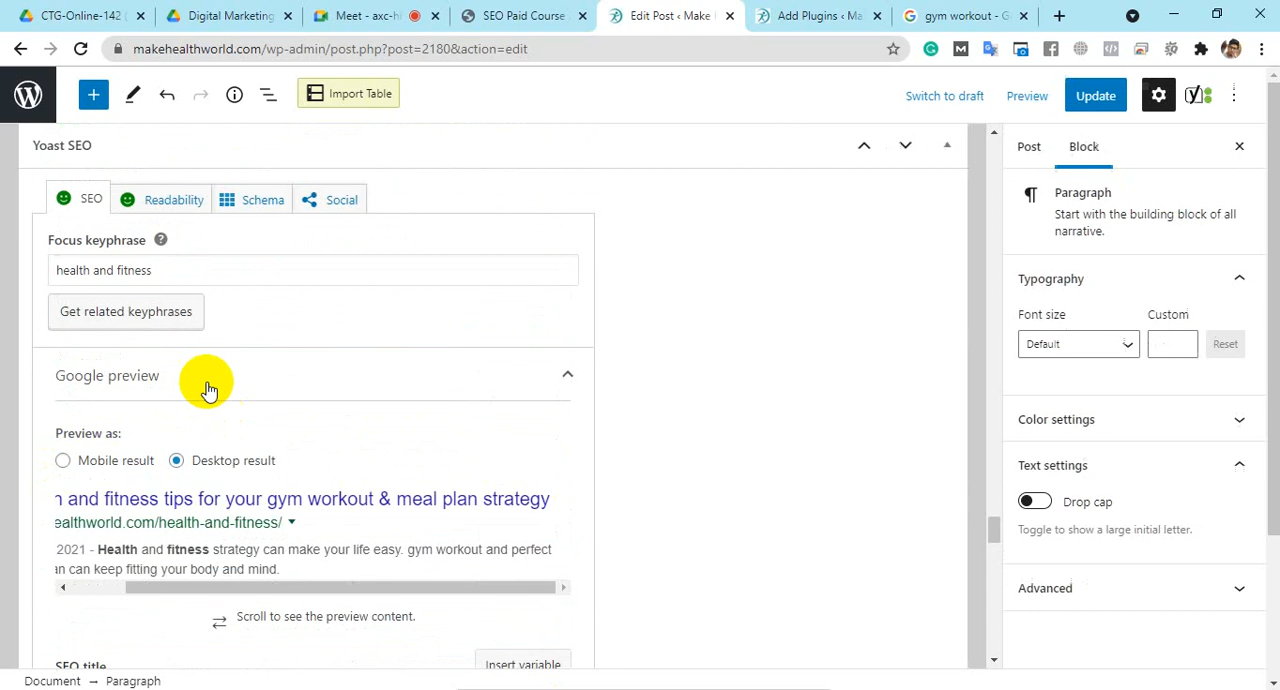 CTG-Online-142
Digital Marketing
Import Table - axc-hi
SEO Paid Course
Edit Post ‹ Make
Add Plugins ‹ Ma
gym workout - G
makehealthworld.com/wp-admin/post.php?post=2180&action=edit
Import Table
Switch to draft
Preview
Update
Yoast SEO
Post
Block
SEO
Readability
Schema
Social
Paragraph
Start with the building block of all
narrative.
Focus keyphrase
health and fitness
Get related keyphrases
Typography
Font size
Custom
Default
Reset
Google preview
Preview as:
Mobile result
Desktop result
Color settings
Text settings
n and fitness tips for your gym workout & meal plan strategy
ealthworld.com/health-and-fitness/
Drop cap
Toggle to show a large initial letter.
2021 - Health and fitness strategy can make your life easy. gym workout and perfect
an can keep fitting your body and mind.
Advanced
Scroll to see the preview content.
SEO title
Insert variable
Document → Paragraph